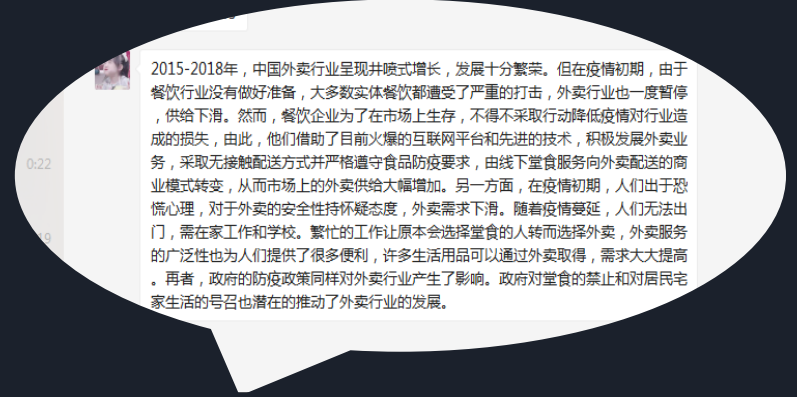 2015-2018年，中国外卖行业呈现井喷式增长，发展十分繁荣。但在疫情初期，由于
餐饮行业没有做好准备，大多数实体餐饮都遭受了严重的打击，外卖行业也一度暂停
，供给下滑。然而，餐饮企业为了在市场上生存，不得不采取行动降低疫情对行业造
成的损失，由此，他们借助了目前火爆的互联网平台和先进的技术，积极发展外卖业
务，采取无接触配送方式并严格遵守食品防疫要求，由线下堂食服务向外卖配送的商
业模式转变，从而市场上的外卖供给大幅增加。另一方面，在疫情初期，人们出于恐
慌心理，对于外卖的安全性持怀疑态度，外卖需求下滑。随着疫情蔓延，人们无法出
门，需在家工作和学校。繁忙的工作让原本会选择堂食的人转而选择外卖，外卖服务
的广泛性也为人们提供了很多便利，许多生活用品可以通过外卖取得，需求大大提高
。再者，政府的防疫政策同样对外卖行业产生了影响。政府对堂食的禁止和对居民宅
家生活的号召也潜在的推动了外卖行业的发展。
0:22
19